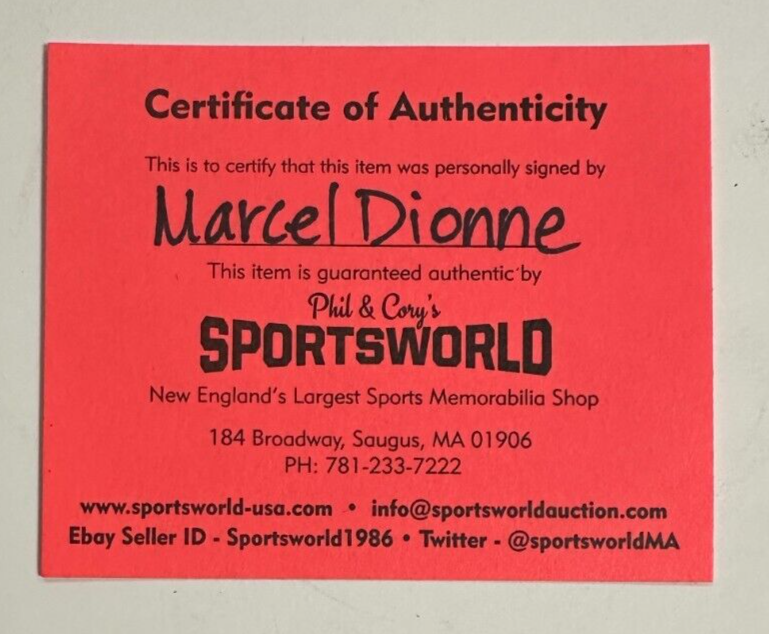 Certificate of Authenticity
This is to certify that this item was personally signed by
Marcel Dionne
This item is guaranteed authentic by
Phil & Cory's
SPORTSWORLD
New England's Largest Sports Memorabilia Shop
184 Broadway, Saugus, MA 01906
PH: 781-233-7222
www.sportsworld-usa.com • info@sportsworldauction.com
Ebay Seller ID - Sportsworld1986 • Twitter - @sportsworldMA